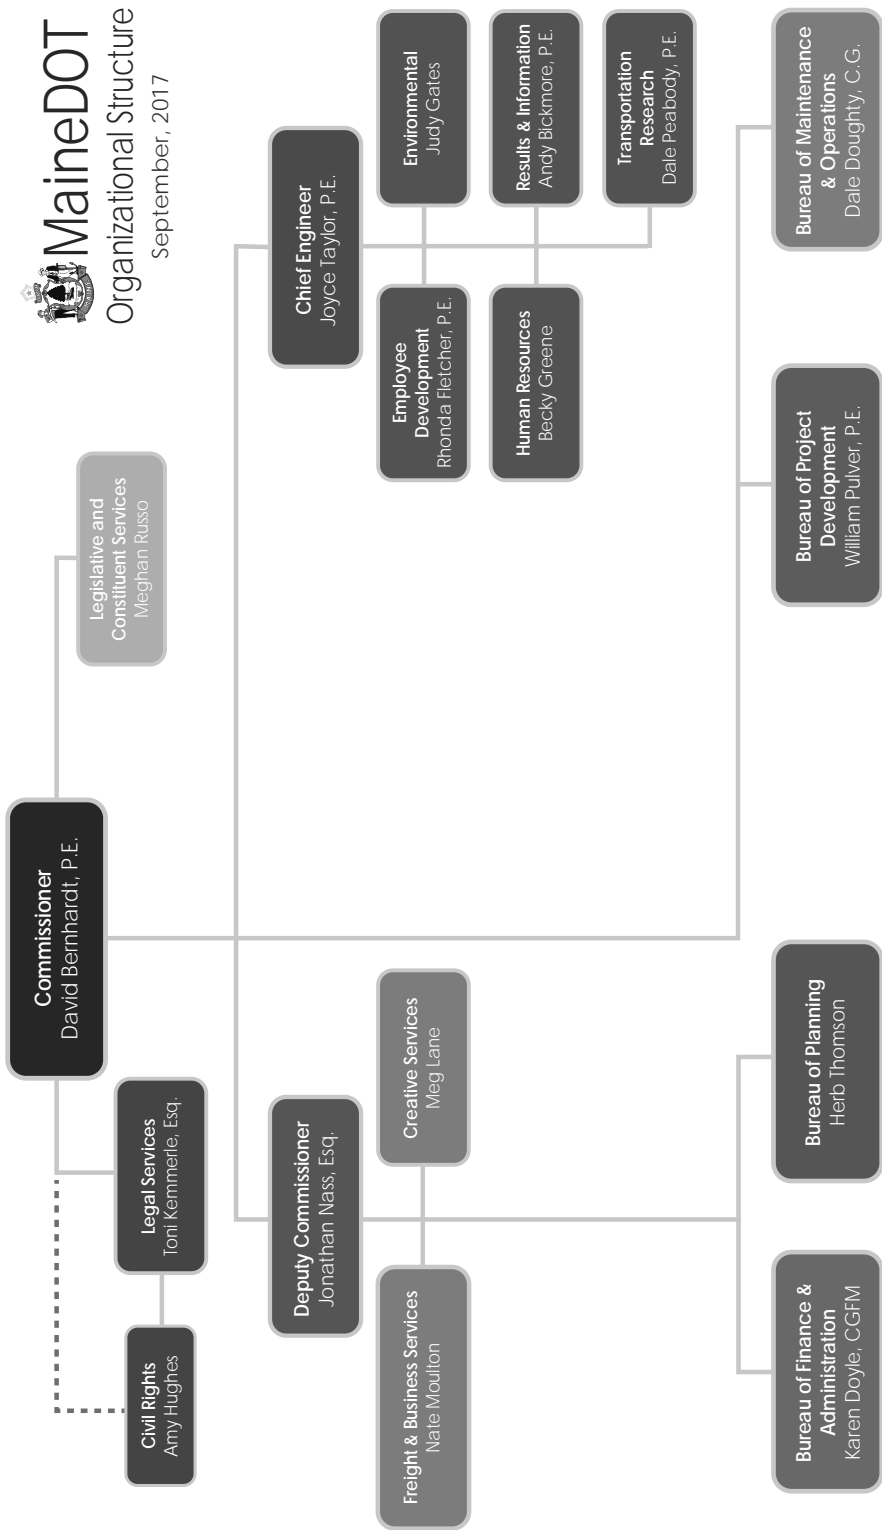 MaineDOT
Organizational Structure
September, 2017
Commissioner
David Bernhardt, P.E.
Legislative and
Constituent Services
Meghan Russo
Legal Services
Toni Kemmerle, Esq.
Civil Rights
Amy Hughes
Deputy Commissioner
Jonathan Nass, Esq.
Chief Engineer
Joyce Taylor, P.E.
Freight & Business Services
Nate Moulton
Creative Services
Meg Lane
Employee
Development
Rhonda Fletcher, P.E.
Environmental
Judy Gates
Human Resources
Becky Greene
Results & Information
Andy Bickmore, P.E.
Transportation
Research
Dale Peabody, P.E.
Bureau of Finance &
Administration
Karen Doyle, CGFM
Bureau of Planning
Herb Thomson
Bureau of Project
Development
William Pulver, P.E.
Bureau of Maintenance
& Operations
Dale Doughty, C.G.